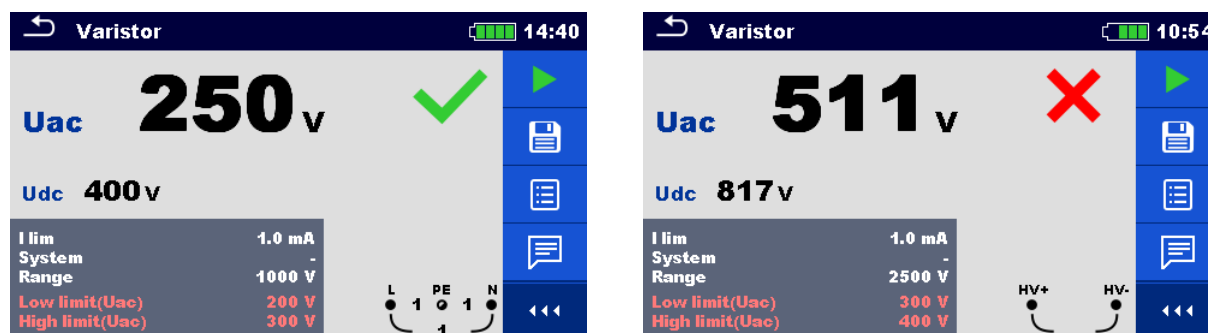 Varistor 14:40
Uac 250 V
Udc 400 V
I lim 1.0 mA
System -
Range 1000 V
Low limit(Uac) 200 V
High limit(Uac) 300 V
L PE N
1 1
1
Varistor 10:54
Uac 511 V
Udc 817 V
I lim 1.0 mA
System -
Range 2500 V
Low limit(Uac) 300 V
High limit(Uac) 400 V
HV+ HV-